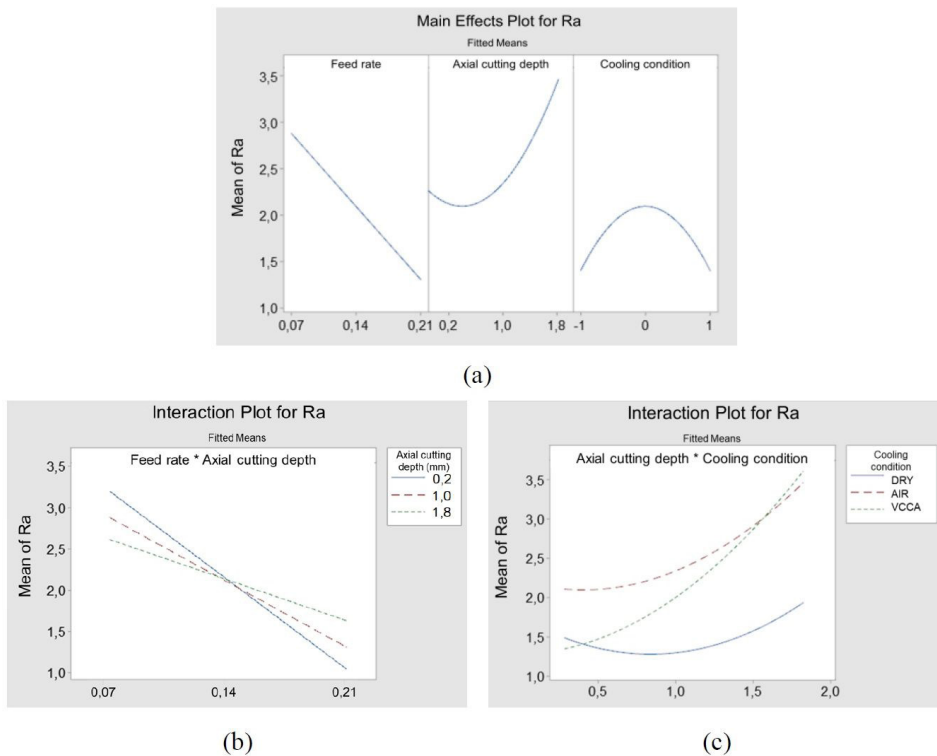 Main Effects Plot for Ra
Fitted Means
Feed rate Axial cutting depth Cooling condition
Mean of Ra
3,5
3,0
2,5
2,0
1,5
1,0
0,07 0,14 0,21 0,2 1,0 1,8 -1 0 1
(a)
Interaction Plot for Ra
Fitted Means
Feed rate * Axial cutting depth
Mean of Ra
3,5
3,0
2,5
2,0
1,5
1,0
0,07 0,14 0,21
Axial cutting
depth (mm)
0,2
1,0
1,8
(b)
Interaction Plot for Ra
Fitted Means
Axial cutting depth * Cooling condition
Mean of Ra
3,5
3,0
2,5
2,0
1,5
1,0
0,5 1,0 1,5 2,0
Cooling
condition
DRY
AIR
VCCA
(c)